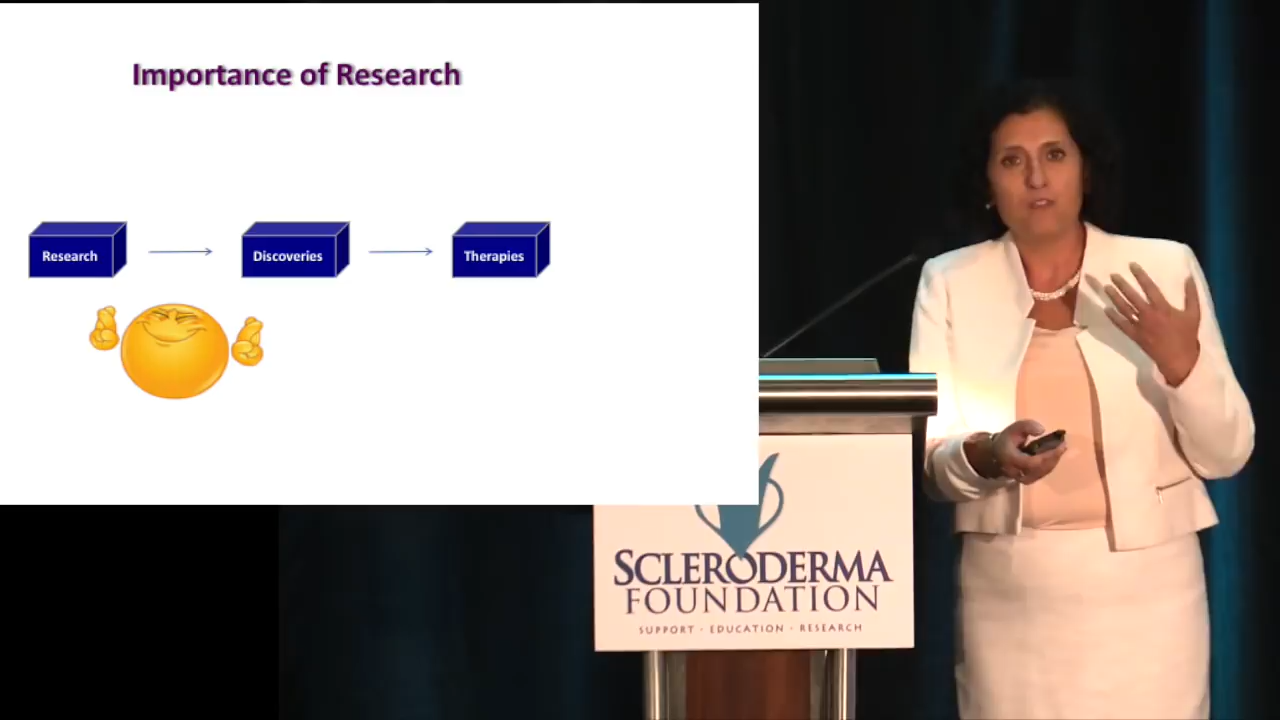 Importance of Research
Research
Discoveries
Therapies
SCLERODERMA
FOUNDATION
SUPPORT · EDUCATION · RESEARCH